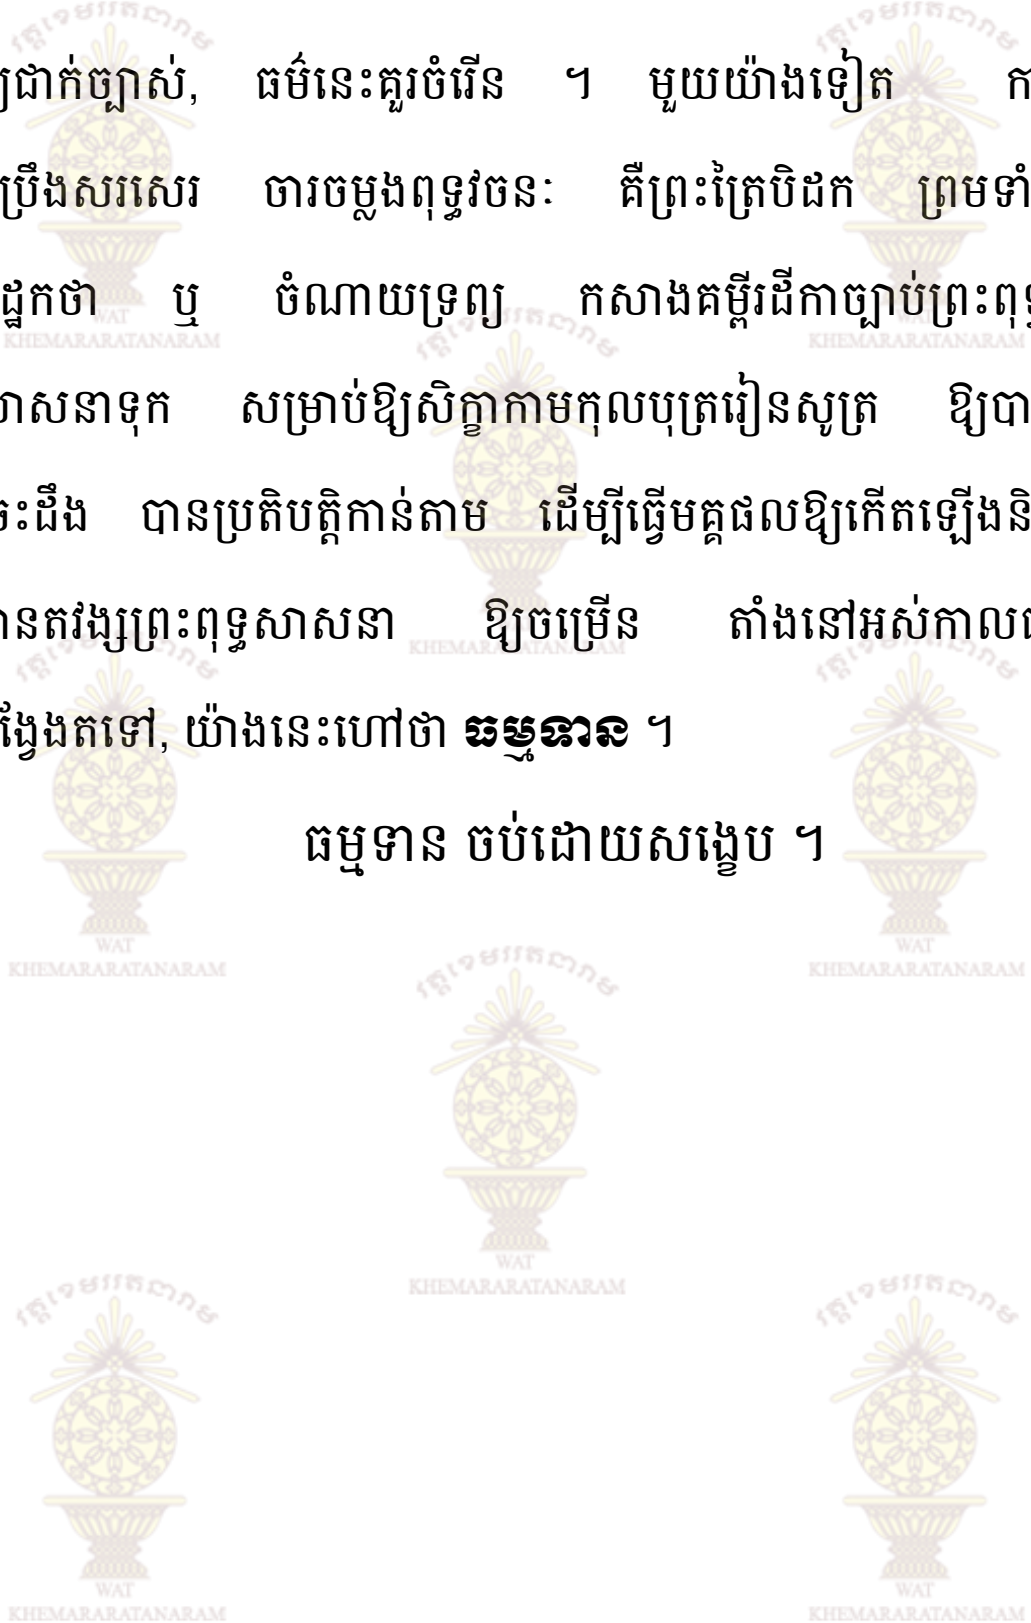 ជាក់ច្បាស់, ធម៌នេះគួរចំរើន ។ មួយយ៉ាងទៀត
ប្រឹងសរសេរ ចារចម្លងពុទ្ធវចនៈ គឺព្រះត្រៃបិដក ព្រមទាំ
ដ្ឋកថា ឬ ចំណាយទ្រព្យ កសាងគម្ពីរដីកាច្បាប់ព្រះពុទ្ធ
សាសនាទុក សម្រាប់ឱ្យសិក្ខាកាមកុលបុត្ររៀនសូត្រ ឱ្យបា
ចេះដឹង បានប្រតិបត្តិកាន់តាម ដើម្បីធ្វើមគ្គផលឱ្យកើតឡើងនិ
ានតវង្សព្រះពុទ្ធសាសនា ឱ្យចម្រើន តាំងនៅអស់កាលដ៏
ង្វែងតទៅ, យ៉ាងនេះហៅថា ធម្មទាន ។
ធម្មទាន ចប់ដោយសង្ខេប ។
WAT
KHEMARARATANARAM